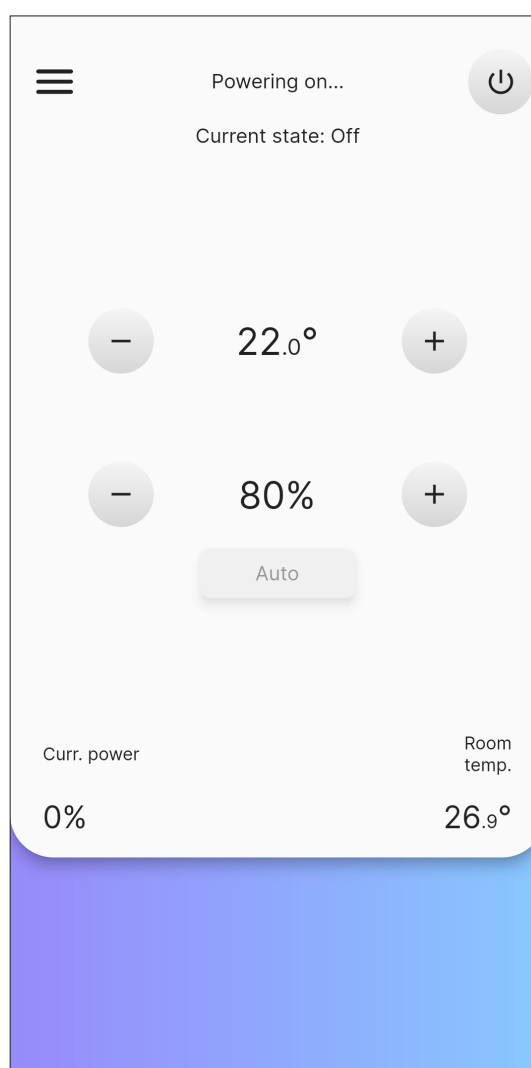 Powering on...
Current state: Off
− 22.0° +
− 80% +
Auto
Curr. power
Room
temp.
0%
26.9°